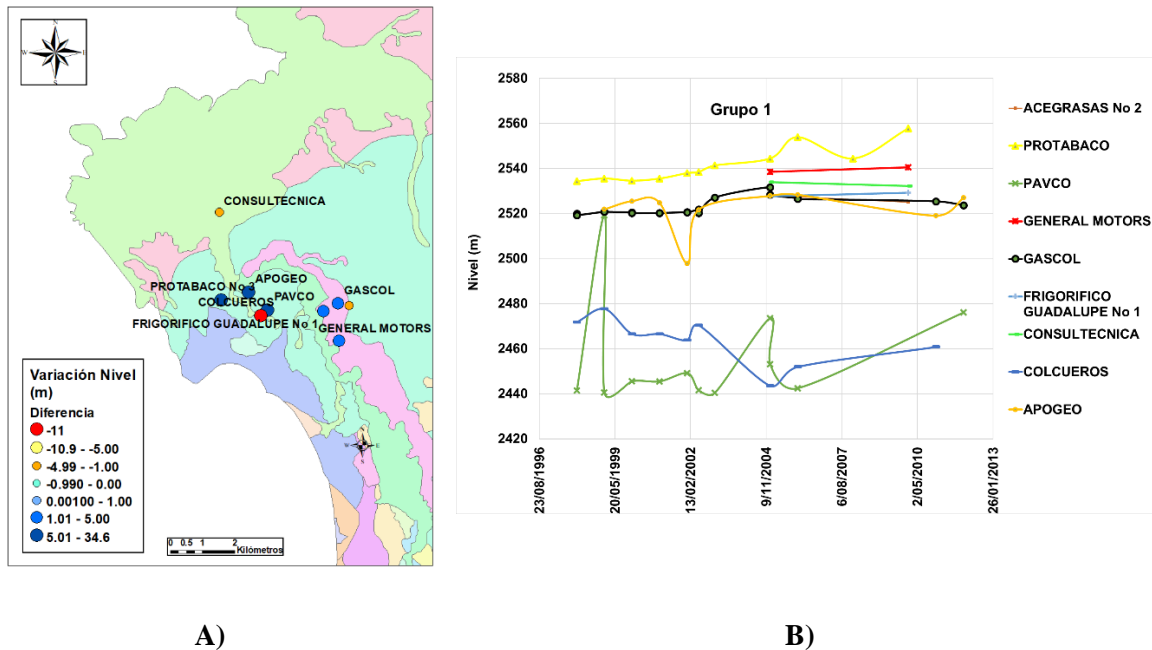 N
W
E
S
CONSULTECNICA
APOGEO
PROTABACO No 3
COLCUEROS
PAVCO
GASCOL
FRIGORIFICO GUADALUPE No 1
GENERAL MOTORS
Variación Nivel
(m)
Diferencia
-11
-10.9 - -5.00
-4.99 - -1.00
-0.990 - 0.00
0.00100 - 1.00
1.01 - 5.00
5.01 - 34.6
0 0.5 1 2
Kilómetros
N
W
E
S
A)
Grupo 1
Nivel (m)
2580
2560
2540
2520
2500
2480
2460
2440
2420
23/08/1996
20/05/1999
13/02/2002
9/11/2004
6/08/2007
2/05/2010
26/01/2013
ACEGRASAS No 2
PROTABACO
PAVCO
GENERAL MOTORS
GASCOL
FRIGORIFICO
GUADALUPE No 1
CONSULTECNICA
COLCUEROS
APOGEO
B)